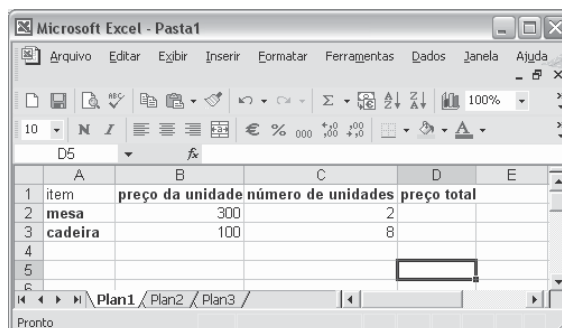 Microsoft Excel - Pasta1
Arquivo Editar Exibir Inserir Formatar Ferramentas Dados Janela Ajuda
ABC Σ 100%
10 N I € % 000
D5 fx
A B C D E
1 item preço da unidade número de unidades preço total
2 mesa 300 2
3 cadeira 100 8
4
5
6
Plan1 Plan2 Plan3
Pronto